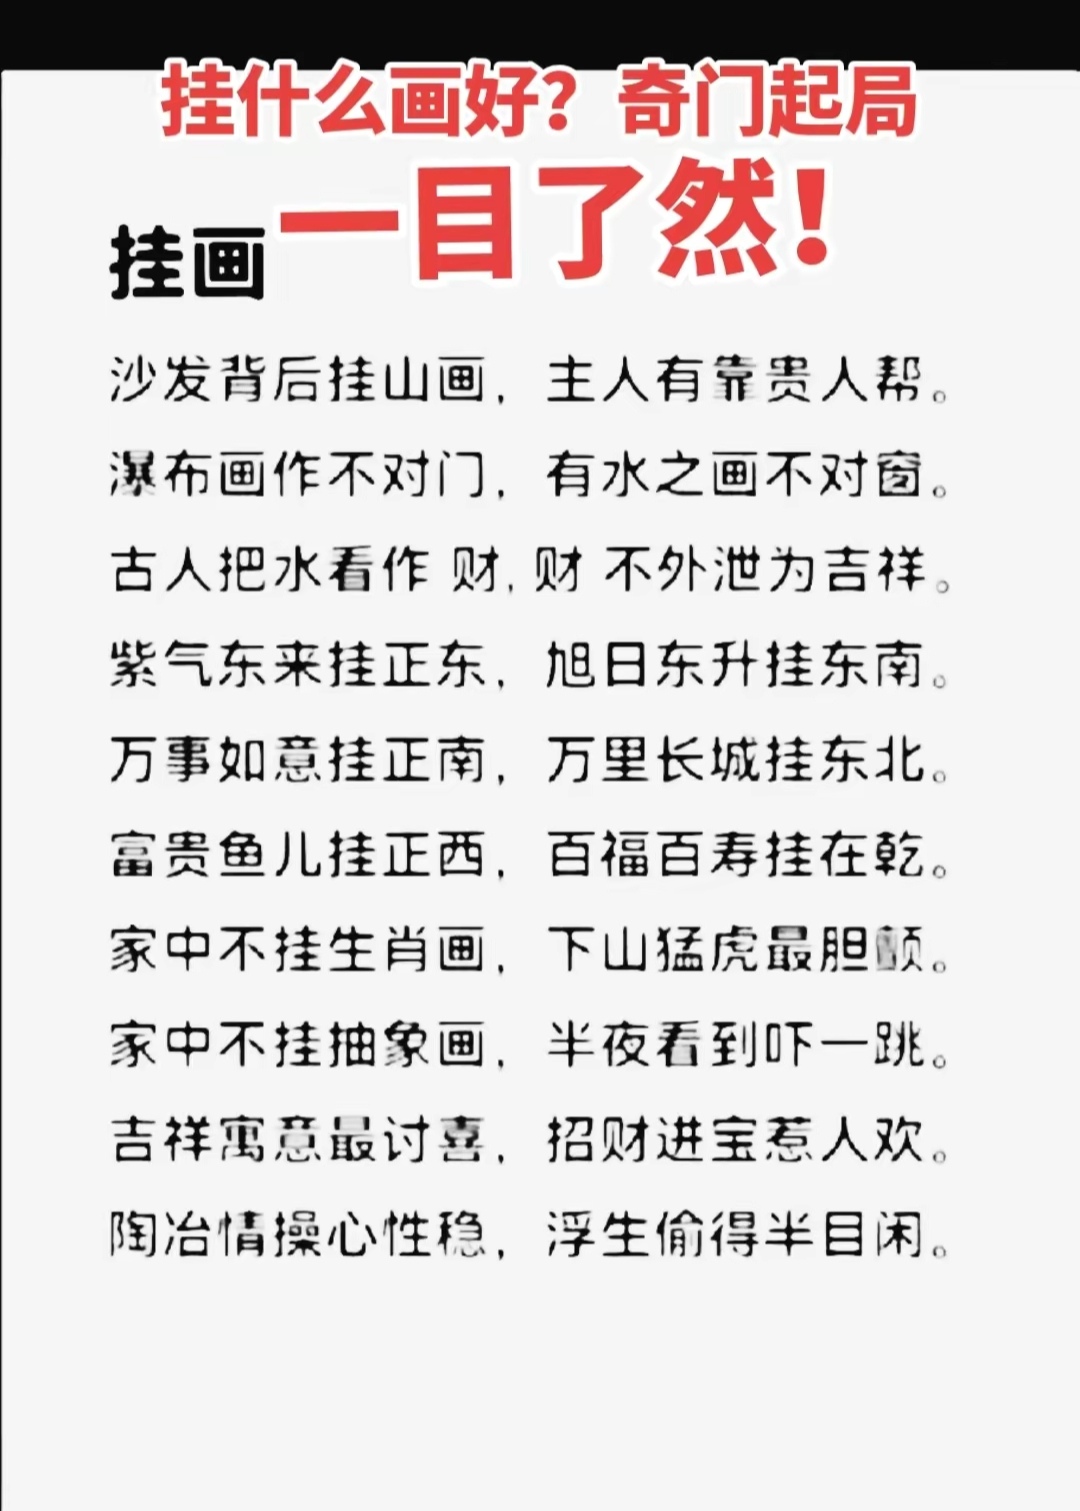 挂什么画好？奇门起局
一目了然！
挂画
沙发背后挂山画，主人有靠贵人帮。
瀑布画作不对门，有水之画不对窗。
古人把水看作 财，财 不外泄为吉祥。
紫气东来挂正东，旭日东升挂东南。
万事如意挂正南，万里长城挂东北。
富贵鱼儿挂正西，百福百寿挂在乾。
家中不挂生肖画，下山猛虎最胆颤。
家中不挂抽象画，半夜看到吓一跳。
吉祥寓意最讨喜，招财进宝惹人欢。
陶冶情操心性稳，浮生偷得半目闲。